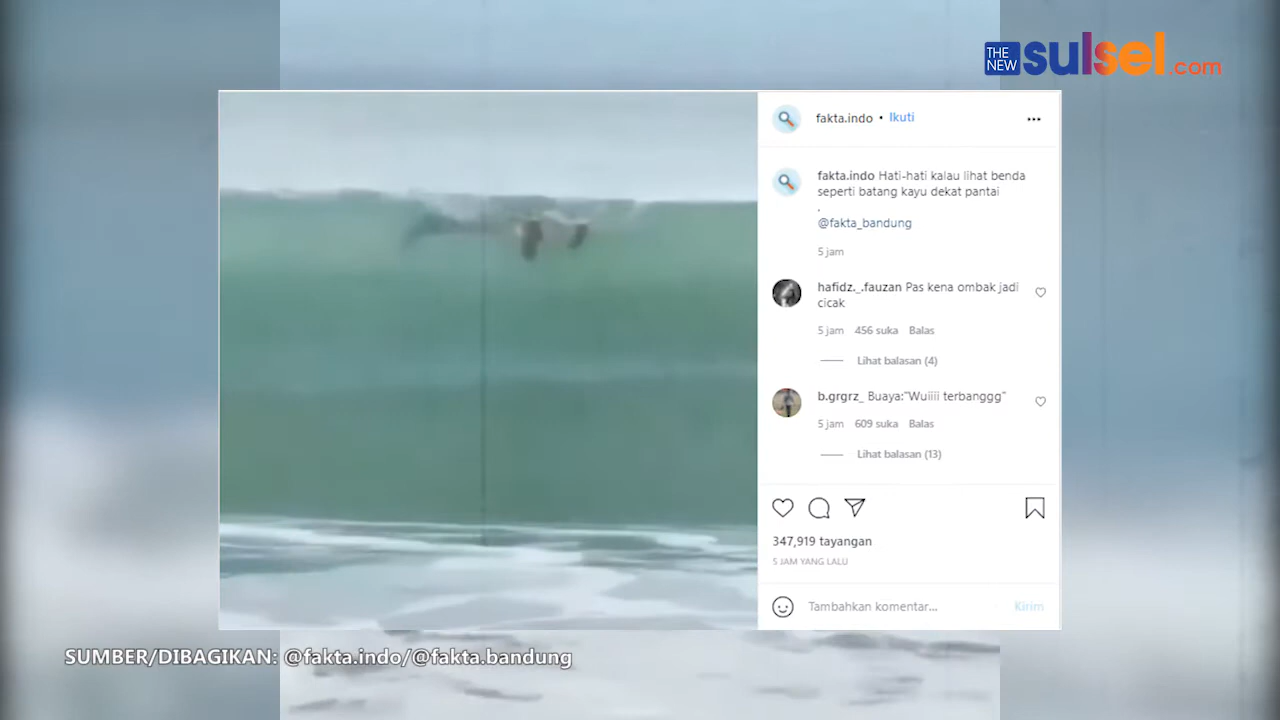 THE NEW sulsel.com
fakta.indo • Ikuti
fakta.indo Hati-hati kalau lihat benda
seperti batang kayu dekat pantai
.
@fakta_bandung
5 jam
hafidz._.fauzan Pas kena ombak jadi
cicak
5 jam 456 suka Balas
Lihat balasan (4)
b.grgrz_ Buaya:"Wuiiii terbanggg"
5 jam 609 suka Balas
Lihat balasan (13)
347,919 tayangan
5 JAM YANG LALU
Tambahkan komentar... Kirim
SUMBER/DIBAGIKAN: @fakta.indo/@fakta.bandung